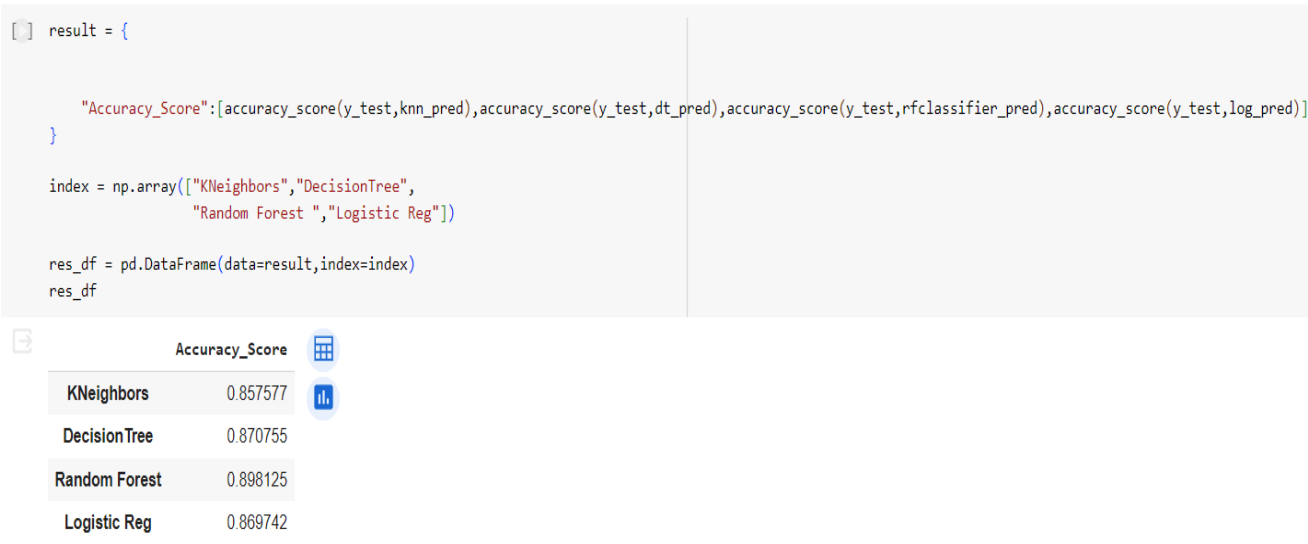 [ ] result = {
"Accuracy_Score":[accuracy_score(y_test,knn_pred),accuracy_score(y_test,dt_pred),accuracy_score(y_test,rfclassifier_pred),accuracy_score(y_test,log_pred)]
}
index = np.array(["KNeighbors","DecisionTree",
"Random Forest ","Logistic Reg"])
res_df = pd.DataFrame(data=result,index=index)
res_df
Accuracy_Score
KNeighbors 0.857577
DecisionTree 0.870755
Random Forest 0.898125
Logistic Reg 0.869742